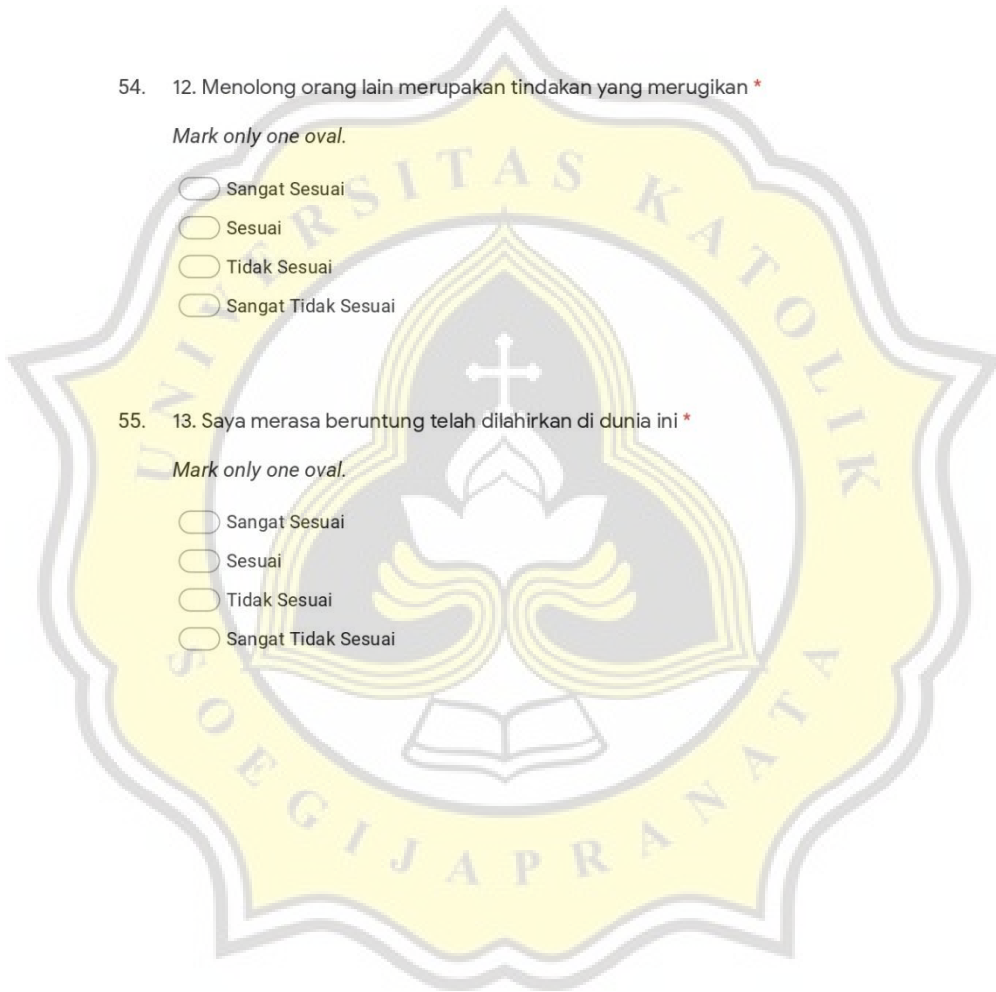 54. 12. Menolong orang lain merupakan tindakan yang merugikan *
Mark only one oval.
Sangat Sesuai
Sesuai
Tidak Sesuai
Sangat Tidak Sesuai
55. 13. Saya merasa beruntung telah dilahirkan di dunia ini *
Mark only one oval.
Sangat Sesuai
Sesuai
Tidak Sesuai
Sangat Tidak Sesuai
UNIVERSITAS KATOLIK
SOEGIJAPRANATA